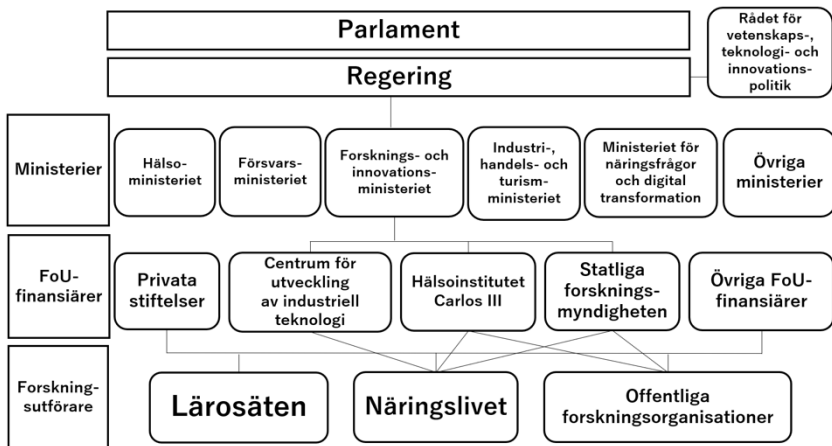 Parlament
Rådet för
vetenskaps-,
teknologi- och
innovations-
politik
Regering
Ministerier
Hälso-
ministeriet
Försvars-
ministeriet
Forsknings- och
innovations-
ministeriet
Industri-,
handels- och
turism-
ministeriet
Ministeriet för
näringsfrågor
och digital
transformation
Övriga
ministerier
FoU-
finansiärer
Privata
stiftelser
Centrum för
utveckling
av industriell
teknologi
Hälsoinstitutet
Carlos III
Statliga
forsknings-
myndigheten
Övriga FoU-
finansiärer
Forsknings-
utförare
Lärosäten
Näringslivet
Offentliga
forskningsorganisationer